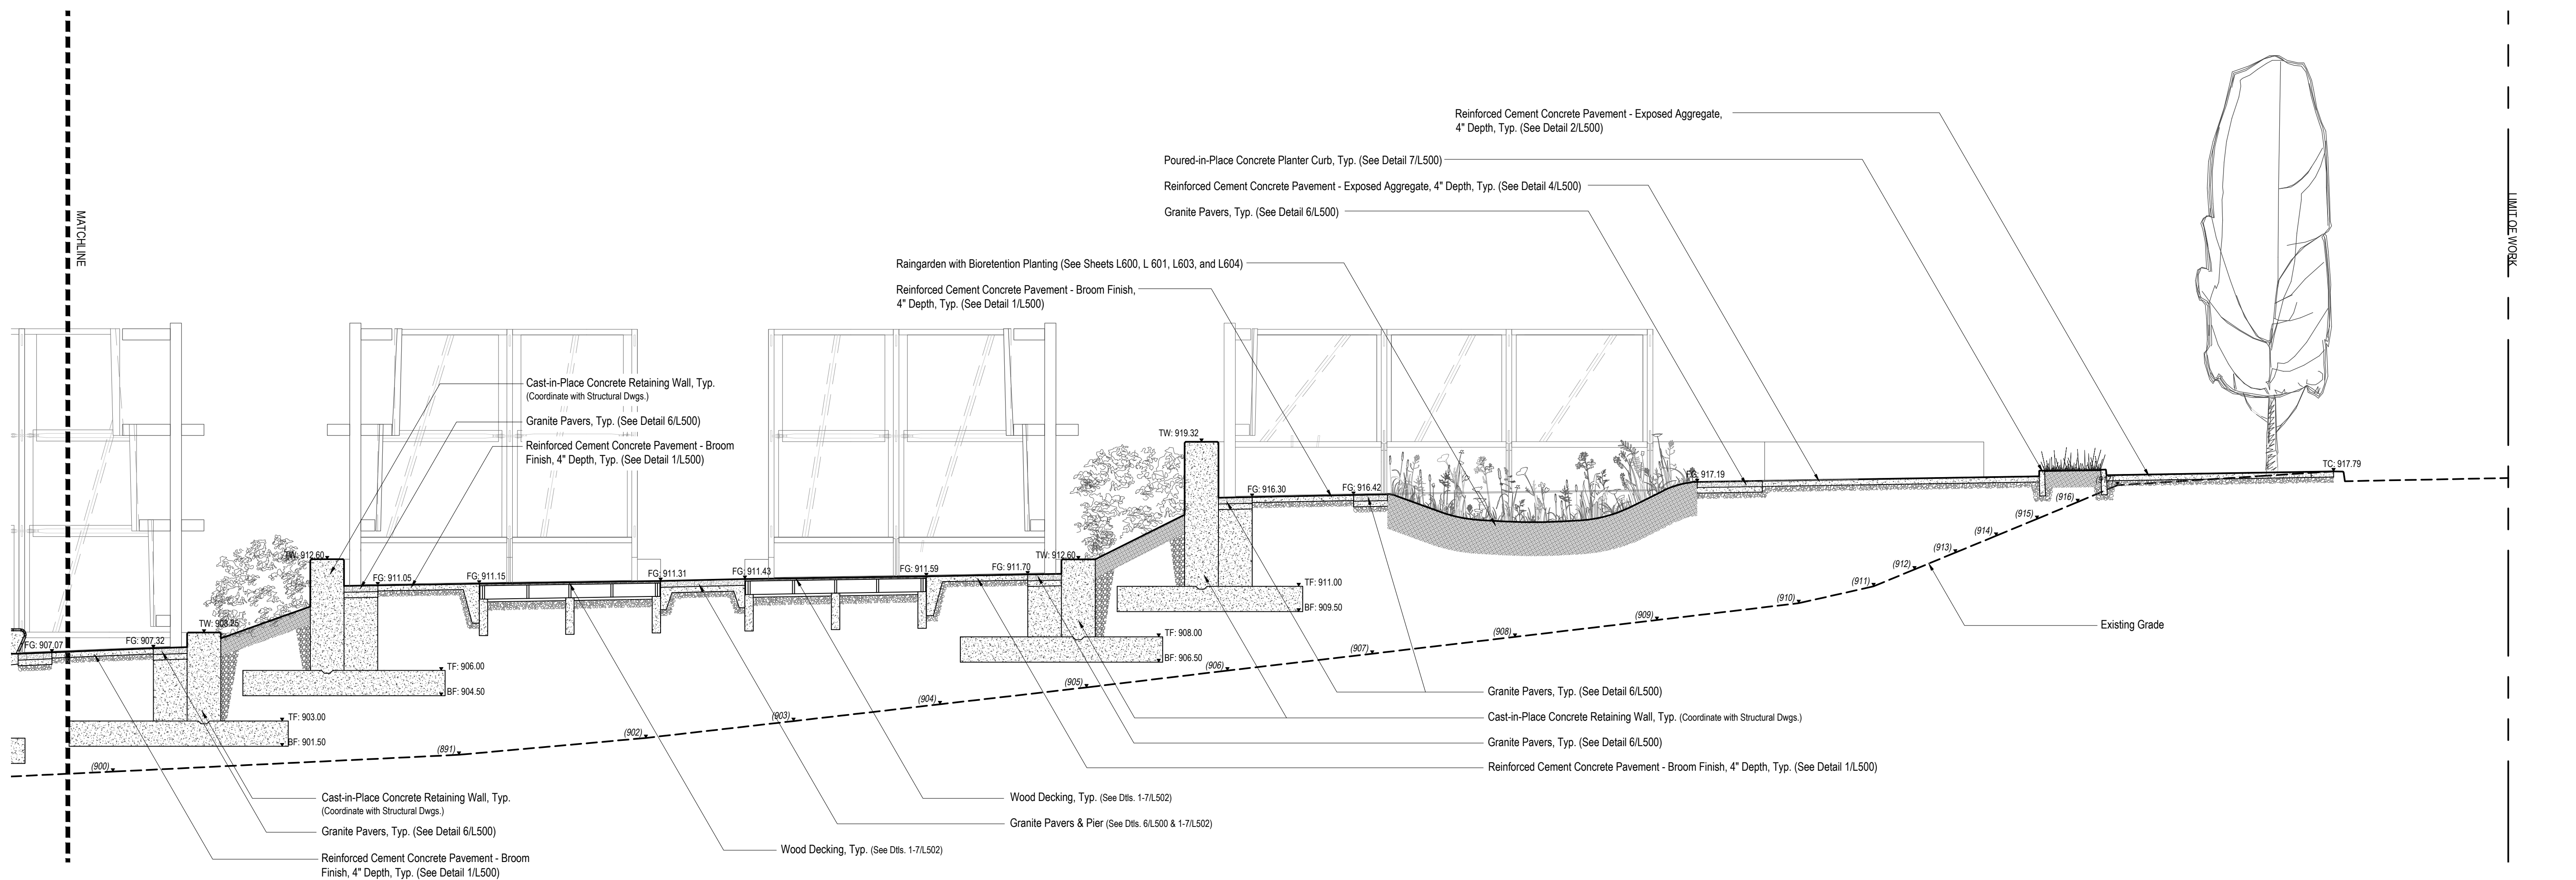 MATCHLINE
LIMIT OF WORK
Reinforced Cement Concrete Pavement - Exposed Aggregate,
4" Depth, Typ. (See Detail 2/L500)
Poured-in-Place Concrete Planter Curb, Typ. (See Detail 7/L500)
Reinforced Cement Concrete Pavement - Exposed Aggregate, 4" Depth, Typ. (See Detail 4/L500)
Granite Pavers, Typ. (See Detail 6/L500)
Raingarden with Bioretention Planting (See Sheets L600, L 601, L603, and L604)
Reinforced Cement Concrete Pavement - Broom Finish,
4" Depth, Typ. (See Detail 1/L500)
Cast-in-Place Concrete Retaining Wall, Typ.
(Coordinate with Structural Dwgs.)
Granite Pavers, Typ. (See Detail 6/L500)
Reinforced Cement Concrete Pavement - Broom
Finish, 4" Depth, Typ. (See Detail 1/L500)
TW: 919.32
TC: 917.79
FG: 917.19
FG: 916.30
FG: 916.42
(916)
(915)
(914)
(913)
(912)
(911)
(910)
(909)
(908)
(907)
(906)
(905)
(904)
(903)
(902)
(891)
(900)
TW: 912.60
FG: 911.05
FG: 911.15
FG: 911.31
FG: 911.43
FG: 911.59
FG: 911.70
TW: 912.60
TF: 911.00
BF: 909.50
TF: 908.00
BF: 906.50
FG: 907.07
FG: 907.32
TF: 906.00
BF: 904.50
TF: 903.00
BF: 901.50
Existing Grade
Granite Pavers, Typ. (See Detail 6/L500)
Cast-in-Place Concrete Retaining Wall, Typ. (Coordinate with Structural Dwgs.)
Granite Pavers, Typ. (See Detail 6/L500)
Reinforced Cement Concrete Pavement - Broom Finish, 4" Depth, Typ. (See Detail 1/L500)
Cast-in-Place Concrete Retaining Wall, Typ.
(Coordinate with Structural Dwgs.)
Granite Pavers, Typ. (See Detail 6/L500)
Reinforced Cement Concrete Pavement - Broom
Finish, 4" Depth, Typ. (See Detail 1/L500)
Wood Decking, Typ. (See Dtls. 1-7/L502)
Granite Pavers & Pier (See Dtls. 6/L500 & 1-7/L502)
Wood Decking, Typ. (See Dtls. 1-7/L502)